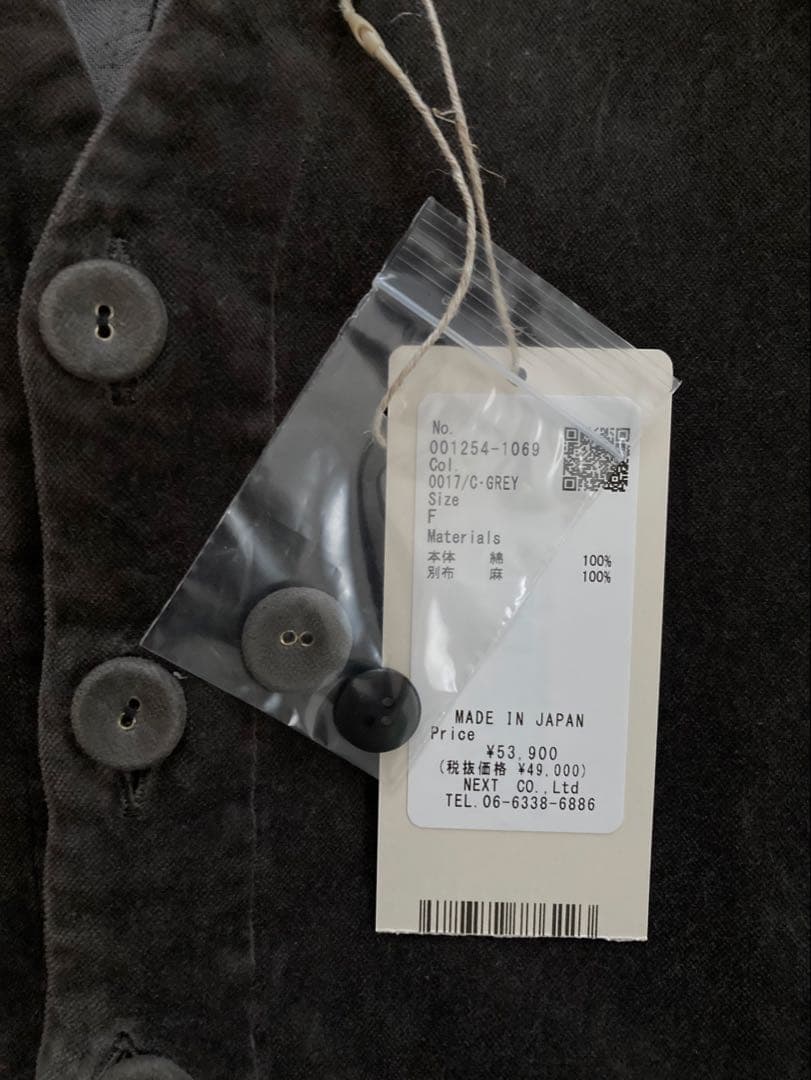 No.
001254-1069
Col.
0017/C・GREY
Size
F
Materials
本体 綿 100%
別布 麻 100%
MADE IN JAPAN
Price
¥53,900
(税抜価格 ¥49,000)
NEXT CO.,Ltd
TEL.06-6338-6886